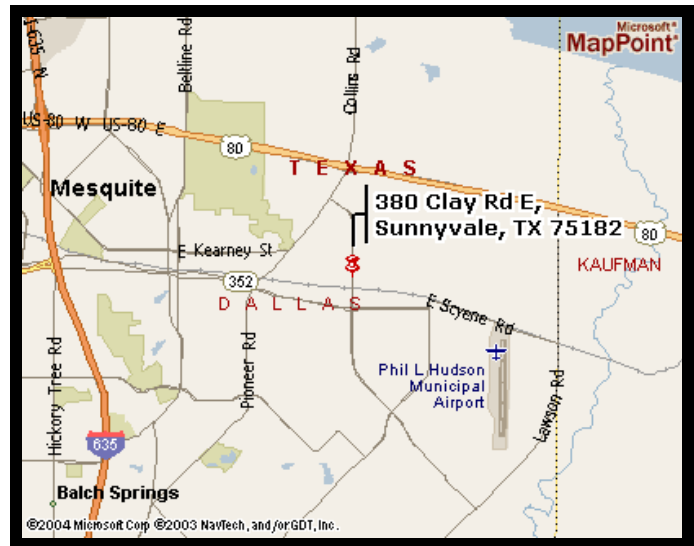 Microsoft®
MapPoint®
I-635 N
Beltline Rd
Collins Rd
US-80 W US-80 E
80
TEXAS
Mesquite
380 Clay Rd E,
Sunnyvale, TX 75182
80
E Kearney St
KAUFMAN
352
DALLAS
E Scyene Rd
Phil L Hudson
Municipal
Airport
Hickory Tree Rd
Pioneer Rd
Lawson Rd
635
Balch Springs
©2004 Microsoft Corp ©2003 NavTech, and/or GDT, Inc.